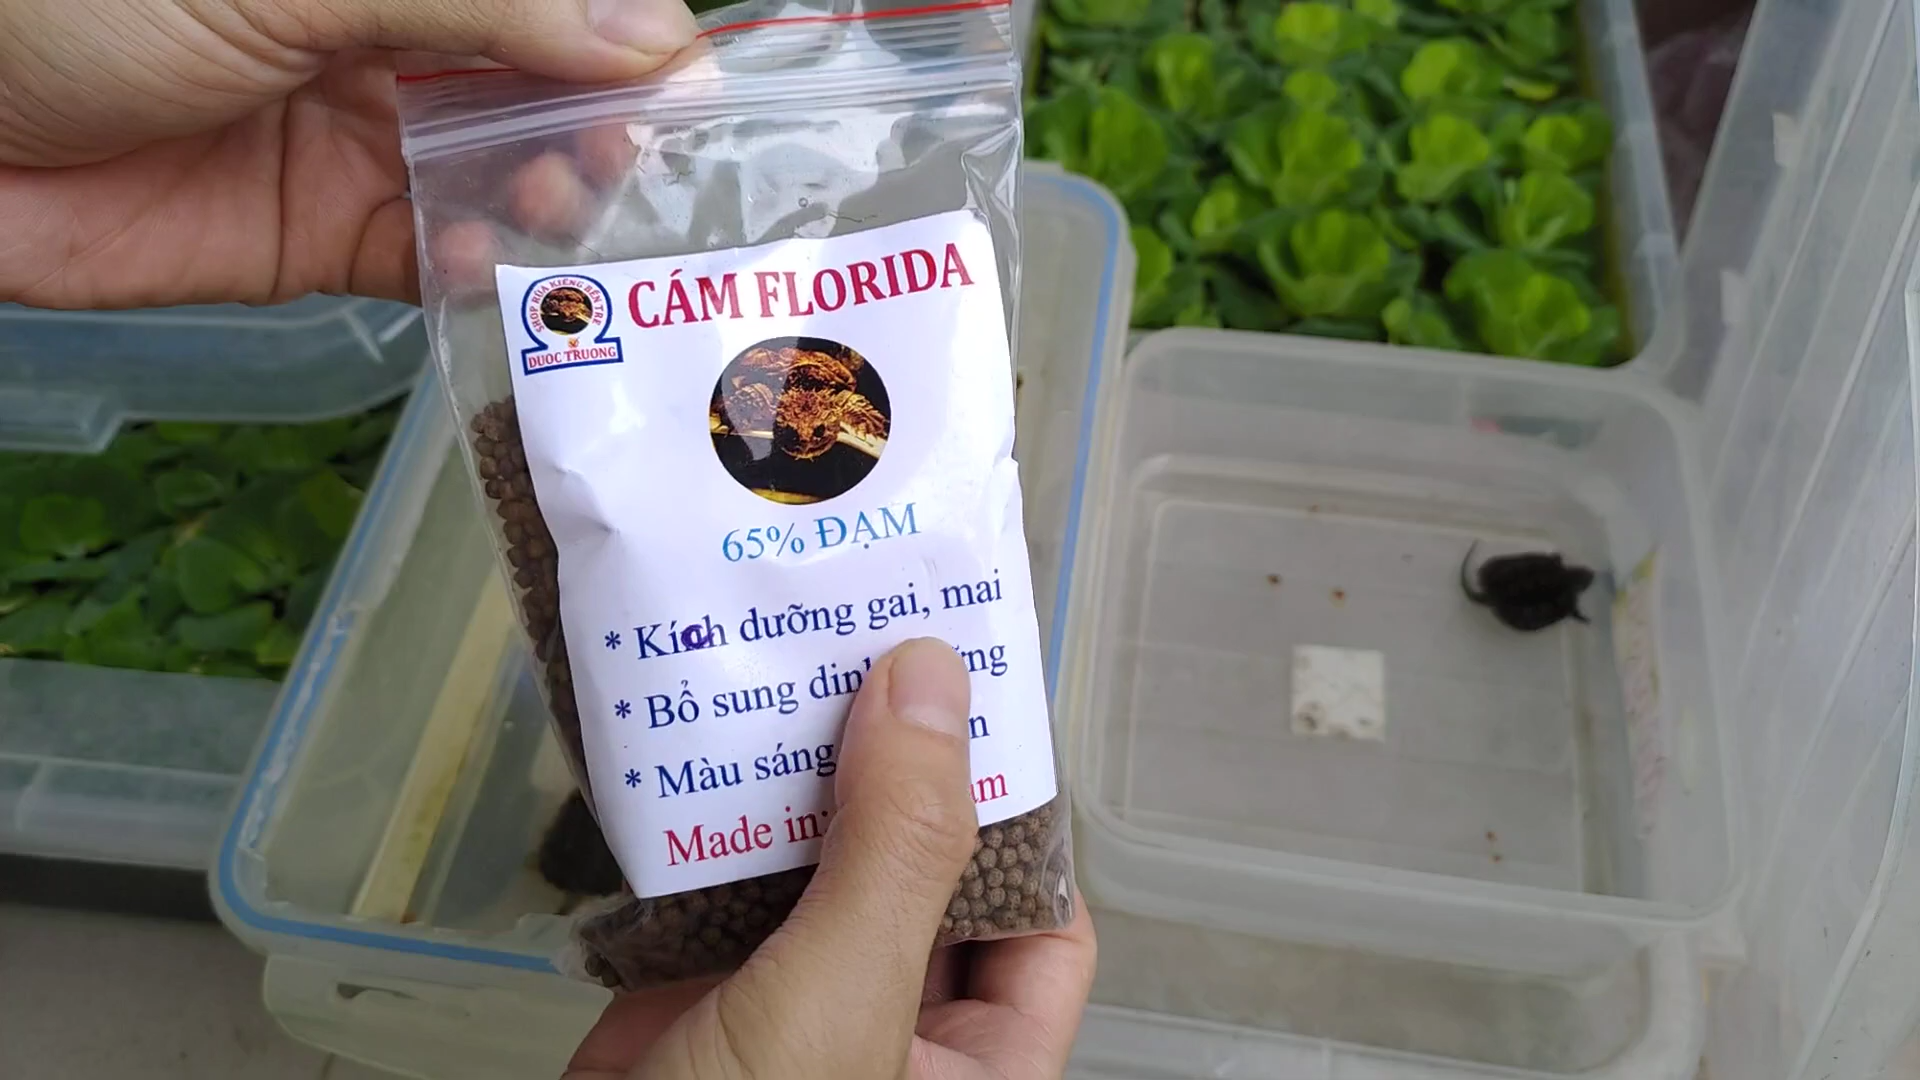 SHOP RÙA KIỂNG BẾN TRE
DUOC TRUONG
CÁM FLORIDA
65% ĐẠM
* Kích dưỡng gai, mai
* Bổ sung
* Màu sáng
Made in: